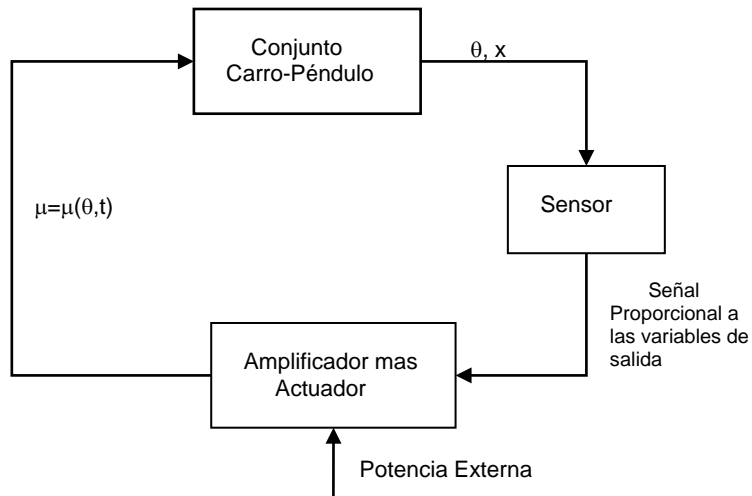 Conjunto
Carro-Péndulo
θ, x
Sensor
μ=μ(θ,t)
Señal
Proporcional a
las variables de
salida
Amplificador mas
Actuador
Potencia Externa